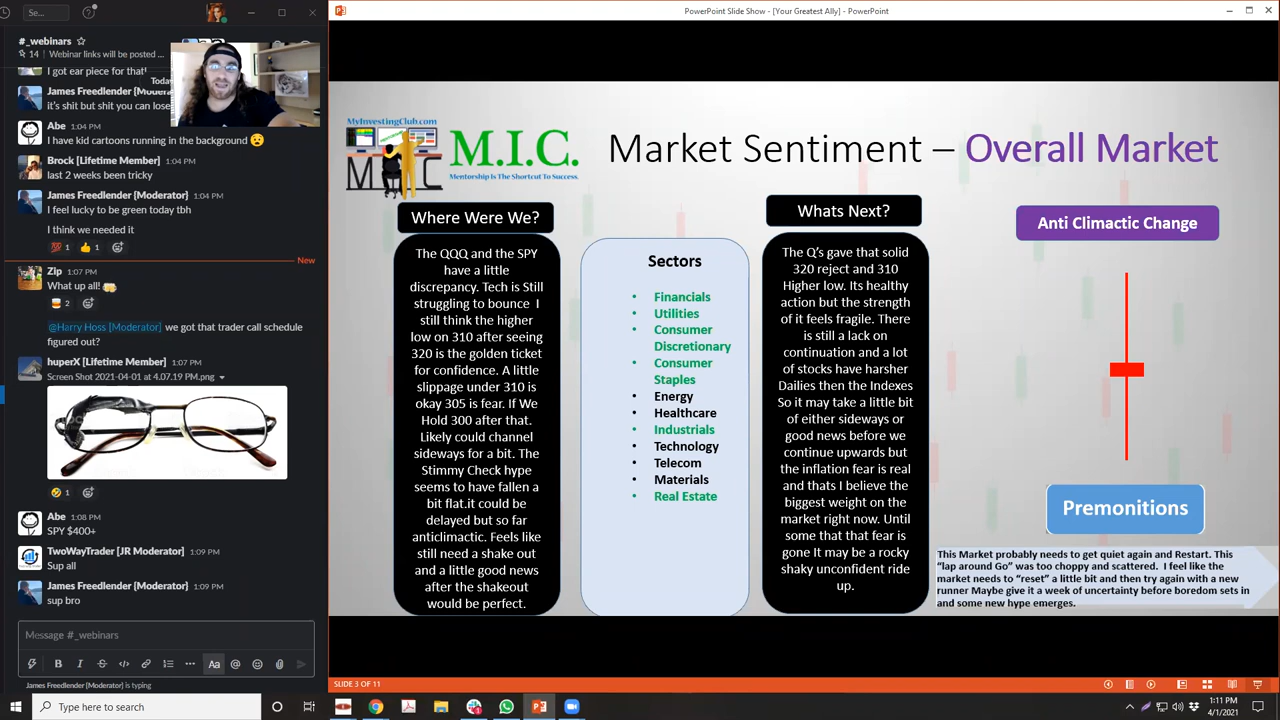 Se...
# _webinars
14 | Webinar links will be posted ...
I got ear piece for that'
Today
James Freedlender [Modera
it's shit but shit you can lose
Abe 1:04 PM
I have kid cartoons running in the background 😧
Brock [Lifetime Member] 1:04 PM
last 2 weeks been tricky
James Freedlender [Moderator] 1:04 PM
I feel lucky to be green today tbh
I think we needed it
💯 1 👍 1
New
Zip 1:07 PM
What up all! 🍻
🥃 2
@Harry Hoss [Moderator] we got that trader call schedule
figured out?
huperX [Lifetime Member] 1:07 PM
Screen Shot 2021-04-01 at 4.07.19 PM.png
🤣 1
Abe 1:08 PM
SPY $400+
TwoWayTrader [JR Moderator] 1:09 PM
Sup all
James Freedlender [Moderator] 1:09 PM
sup bro
Message #_webinars
B I S Aa @
James Freedlender [Moderator] is typing
PowerPoint Slide Show - [Your Greatest Ally] - PowerPoint
MyInvestingClub.com
MIC
M.I.C.
Mentorship Is The Shortcut To Success.
Market Sentiment – Overall Market
Where Were We?
The QQQ and the SPY
have a little
discrepancy. Tech is Still
struggling to bounce I
still think the higher
low on 310 after seeing
320 is the golden ticket
for confidence. A little
slippage under 310 is
okay 305 is fear. If We
Hold 300 after that.
Likely could channel
sideways for a bit. The
Stimmy Check hype
seems to have fallen a
bit flat.it could be
delayed but so far
anticlimactic. Feels like
still need a shake out
and a little good news
after the shakeout
would be perfect.
Sectors
• Financials
• Utilities
• Consumer
Discretionary
• Consumer
Staples
• Energy
• Healthcare
• Industrials
• Technology
• Telecom
• Materials
• Real Estate
Whats Next?
The Q's gave that solid
320 reject and 310
Higher low. Its healthy
action but the strength
of it feels fragile. There
is still a lack on
continuation and a lot
of stocks have harsher
Dailies then the Indexes
So it may take a little bit
of either sideways or
good news before we
continue upwards but
the inflation fear is real
and thats I believe the
biggest weight on the
market right now. Until
some that that fear is
gone It may be a rocky
shaky unconfident ride
up.
Anti Climactic Change
Premonitions
This Market probably needs to get quiet again and Restart. This
"lap around Go" was too choppy and scattered. I feel like the
market needs to "reset" a little bit and then try again with a new
runner Maybe give it a week of uncertainty before boredom sets in
and some new hype emerges.
SLIDE 3 OF 11
Type here to search
1:11 PM
4/1/2021